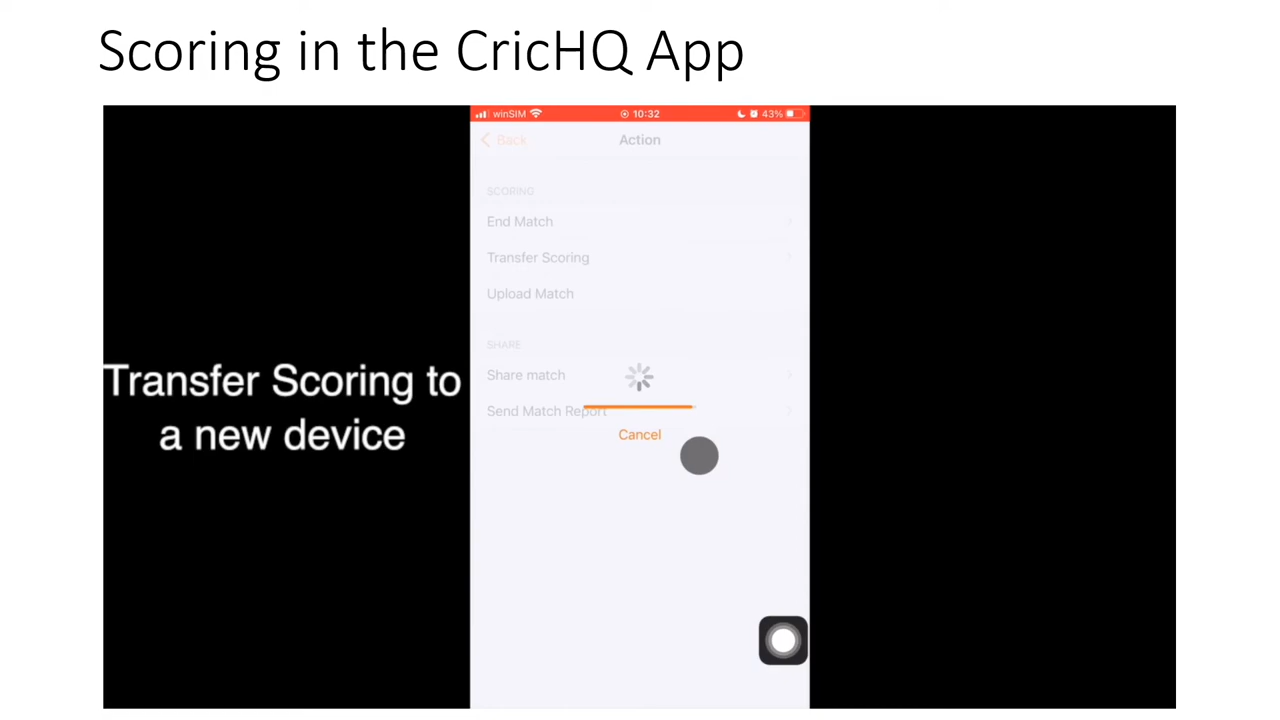 Scoring in the CricHQ App
winSIM 10:32 43%
Back Action
SCORING
End Match
Transfer Scoring
Upload Match
SHARE
Share match
Send Match Report
Cancel
Transfer Scoring to
a new device